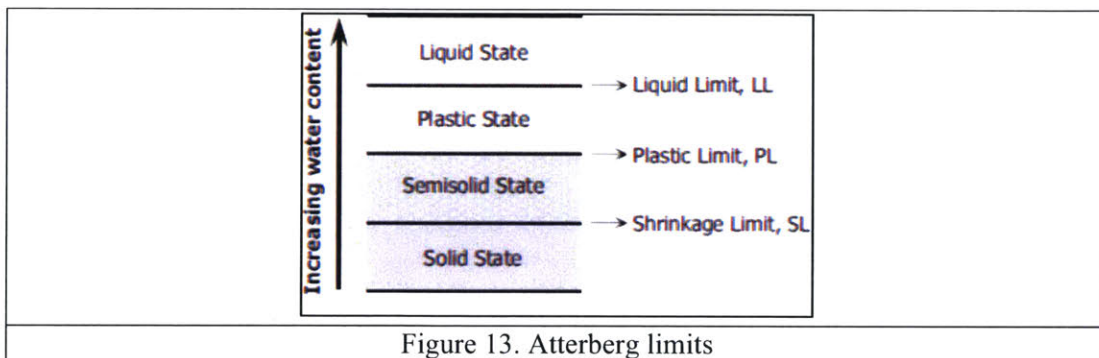 Increasing water content
Liquid State
Liquid Limit, LL
Plastic State
Plastic Limit, PL
Semisolid State
Shrinkage Limit, SL
Solid State
Figure 13. Atterberg limits